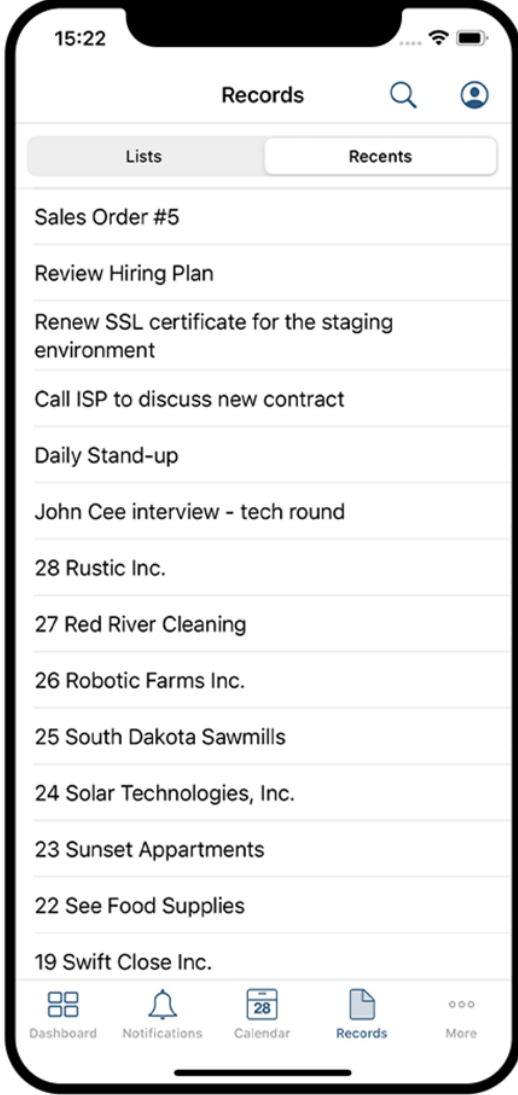 15:22
Records
Lists
Recents
Sales Order #5
Review Hiring Plan
Renew SSL certificate for the staging
environment
Call ISP to discuss new contract
Daily Stand-up
John Cee interview - tech round
28 Rustic Inc.
27 Red River Cleaning
26 Robotic Farms Inc.
25 South Dakota Sawmills
24 Solar Technologies, Inc.
23 Sunset Appartments
22 See Food Supplies
19 Swift Close Inc.
28
Dashboard
Notifications
Calendar
Records
More